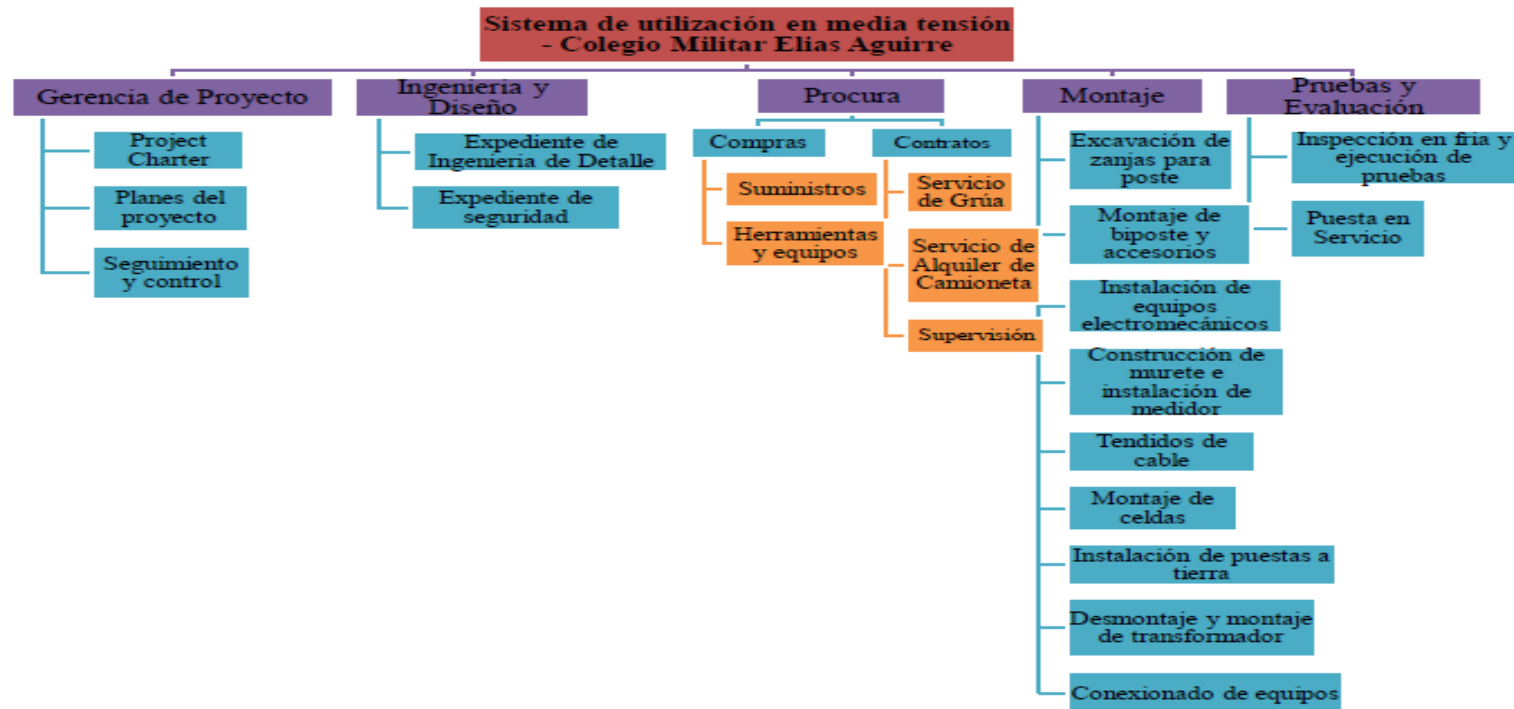 Sistema de utilización en media tensión
- Colegio Militar Elias Aguirre
Gerencia de Proyecto
Project
Charter
Planes del
proyecto
Seguimiento
y control
Ingeniería y
Diseño
Expediente de
Ingenieria de Detalle
Expediente de
seguridad
Procura
Compras
Suministros
Herramientas
y equipos
Contratos
Servicio
de Grúa
Servicio de
Alquiler de
Camioneta
Supervisión
Montaje
Excavación de
zanjas para
poste
Montaje de
biposte y
accesorios
Instalación de
equipos
electromecánicos
Construcción de
murete e
instalación de
medidor
Tendidos de
cable
Montaje de
celdas
Instalación de puestas a
tierra
Desmontaje y montaje
de transformador
Conexionado de equipos
Pruebas y
Evaluación
Inspección en fria y
ejecución de
pruebas
Puesta en
Servicio